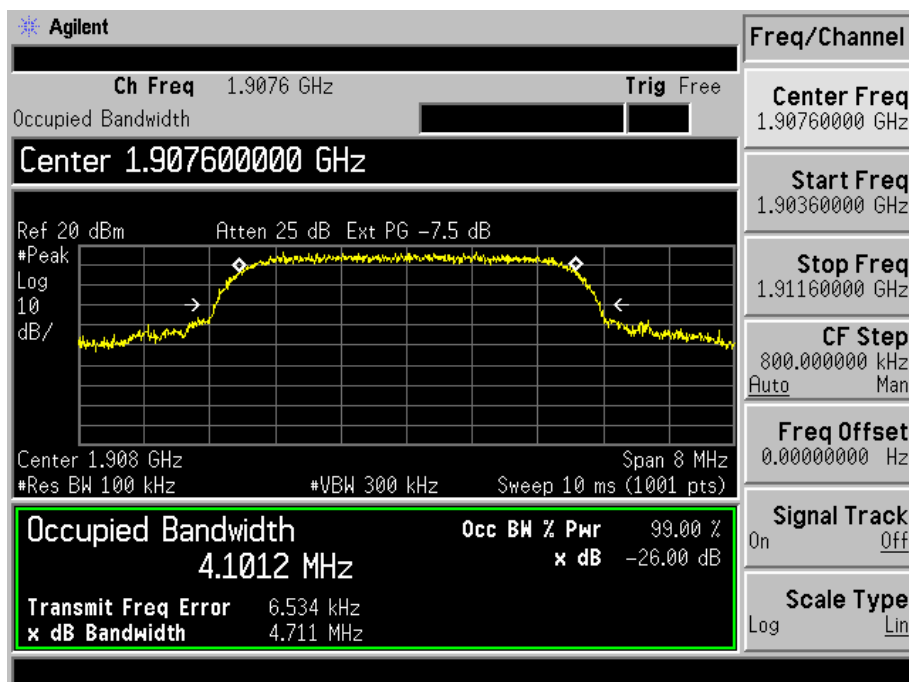 Agilent
Freq/Channel
Ch Freq 1.9076 GHz Trig Free
Occupied Bandwidth
Center 1.907600000 GHz
Ref 20 dBm Atten 25 dB Ext PG -7.5 dB
#Peak
Log
10
dB/
Center 1.908 GHz Span 8 MHz
#Res BW 100 kHz #VBW 300 kHz Sweep 10 ms (1001 pts)
Occupied Bandwidth Occ BW % Pwr 99.00 %
4.1012 MHz x dB -26.00 dB
Transmit Freq Error 6.534 kHz
x dB Bandwidth 4.711 MHz
Center Freq
1.90760000 GHz
Start Freq
1.90360000 GHz
Stop Freq
1.91160000 GHz
CF Step
800.000000 kHz
Auto Man
Freq Offset
0.00000000 Hz
Signal Track
On Off
Scale Type
Log Lin